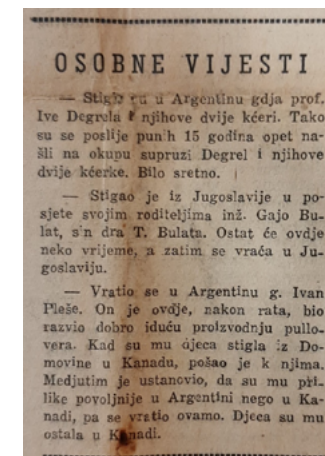 OSOBNE VIJESTI
— Stigle su u Argentinu gdja prof.
Ive Degrela i njihove dvije kćeri. Tako
su se poslije punih 15 godina opet na-
šli na okupu supruzi Degrel i njihove
dvije kćerke. Bilo sretno.
— Stigao je iz Jugoslavije u po-
sjete svojim roditeljima inž. Gajo Bu-
lat, sin dra T. Bulata. Ostat će ovdje
neko vrijeme, a zatim se vraća u Ju-
goslaviju.
— Vratio se u Argentinu g. Ivan
Pleše. On je ovdje, nakon rata, bio
razvio dobro iduću proizvodnju pullo-
vera. Kad su mu djeca stigla iz Do-
movine u Kanadu, pošao je k njima.
Medjutim je ustanovio, da su mu pri-
like povoljnije u Argentini nego u Ka-
nadi, pa se vratio ovamo. Djeca su mu
ostala u Kanadi.